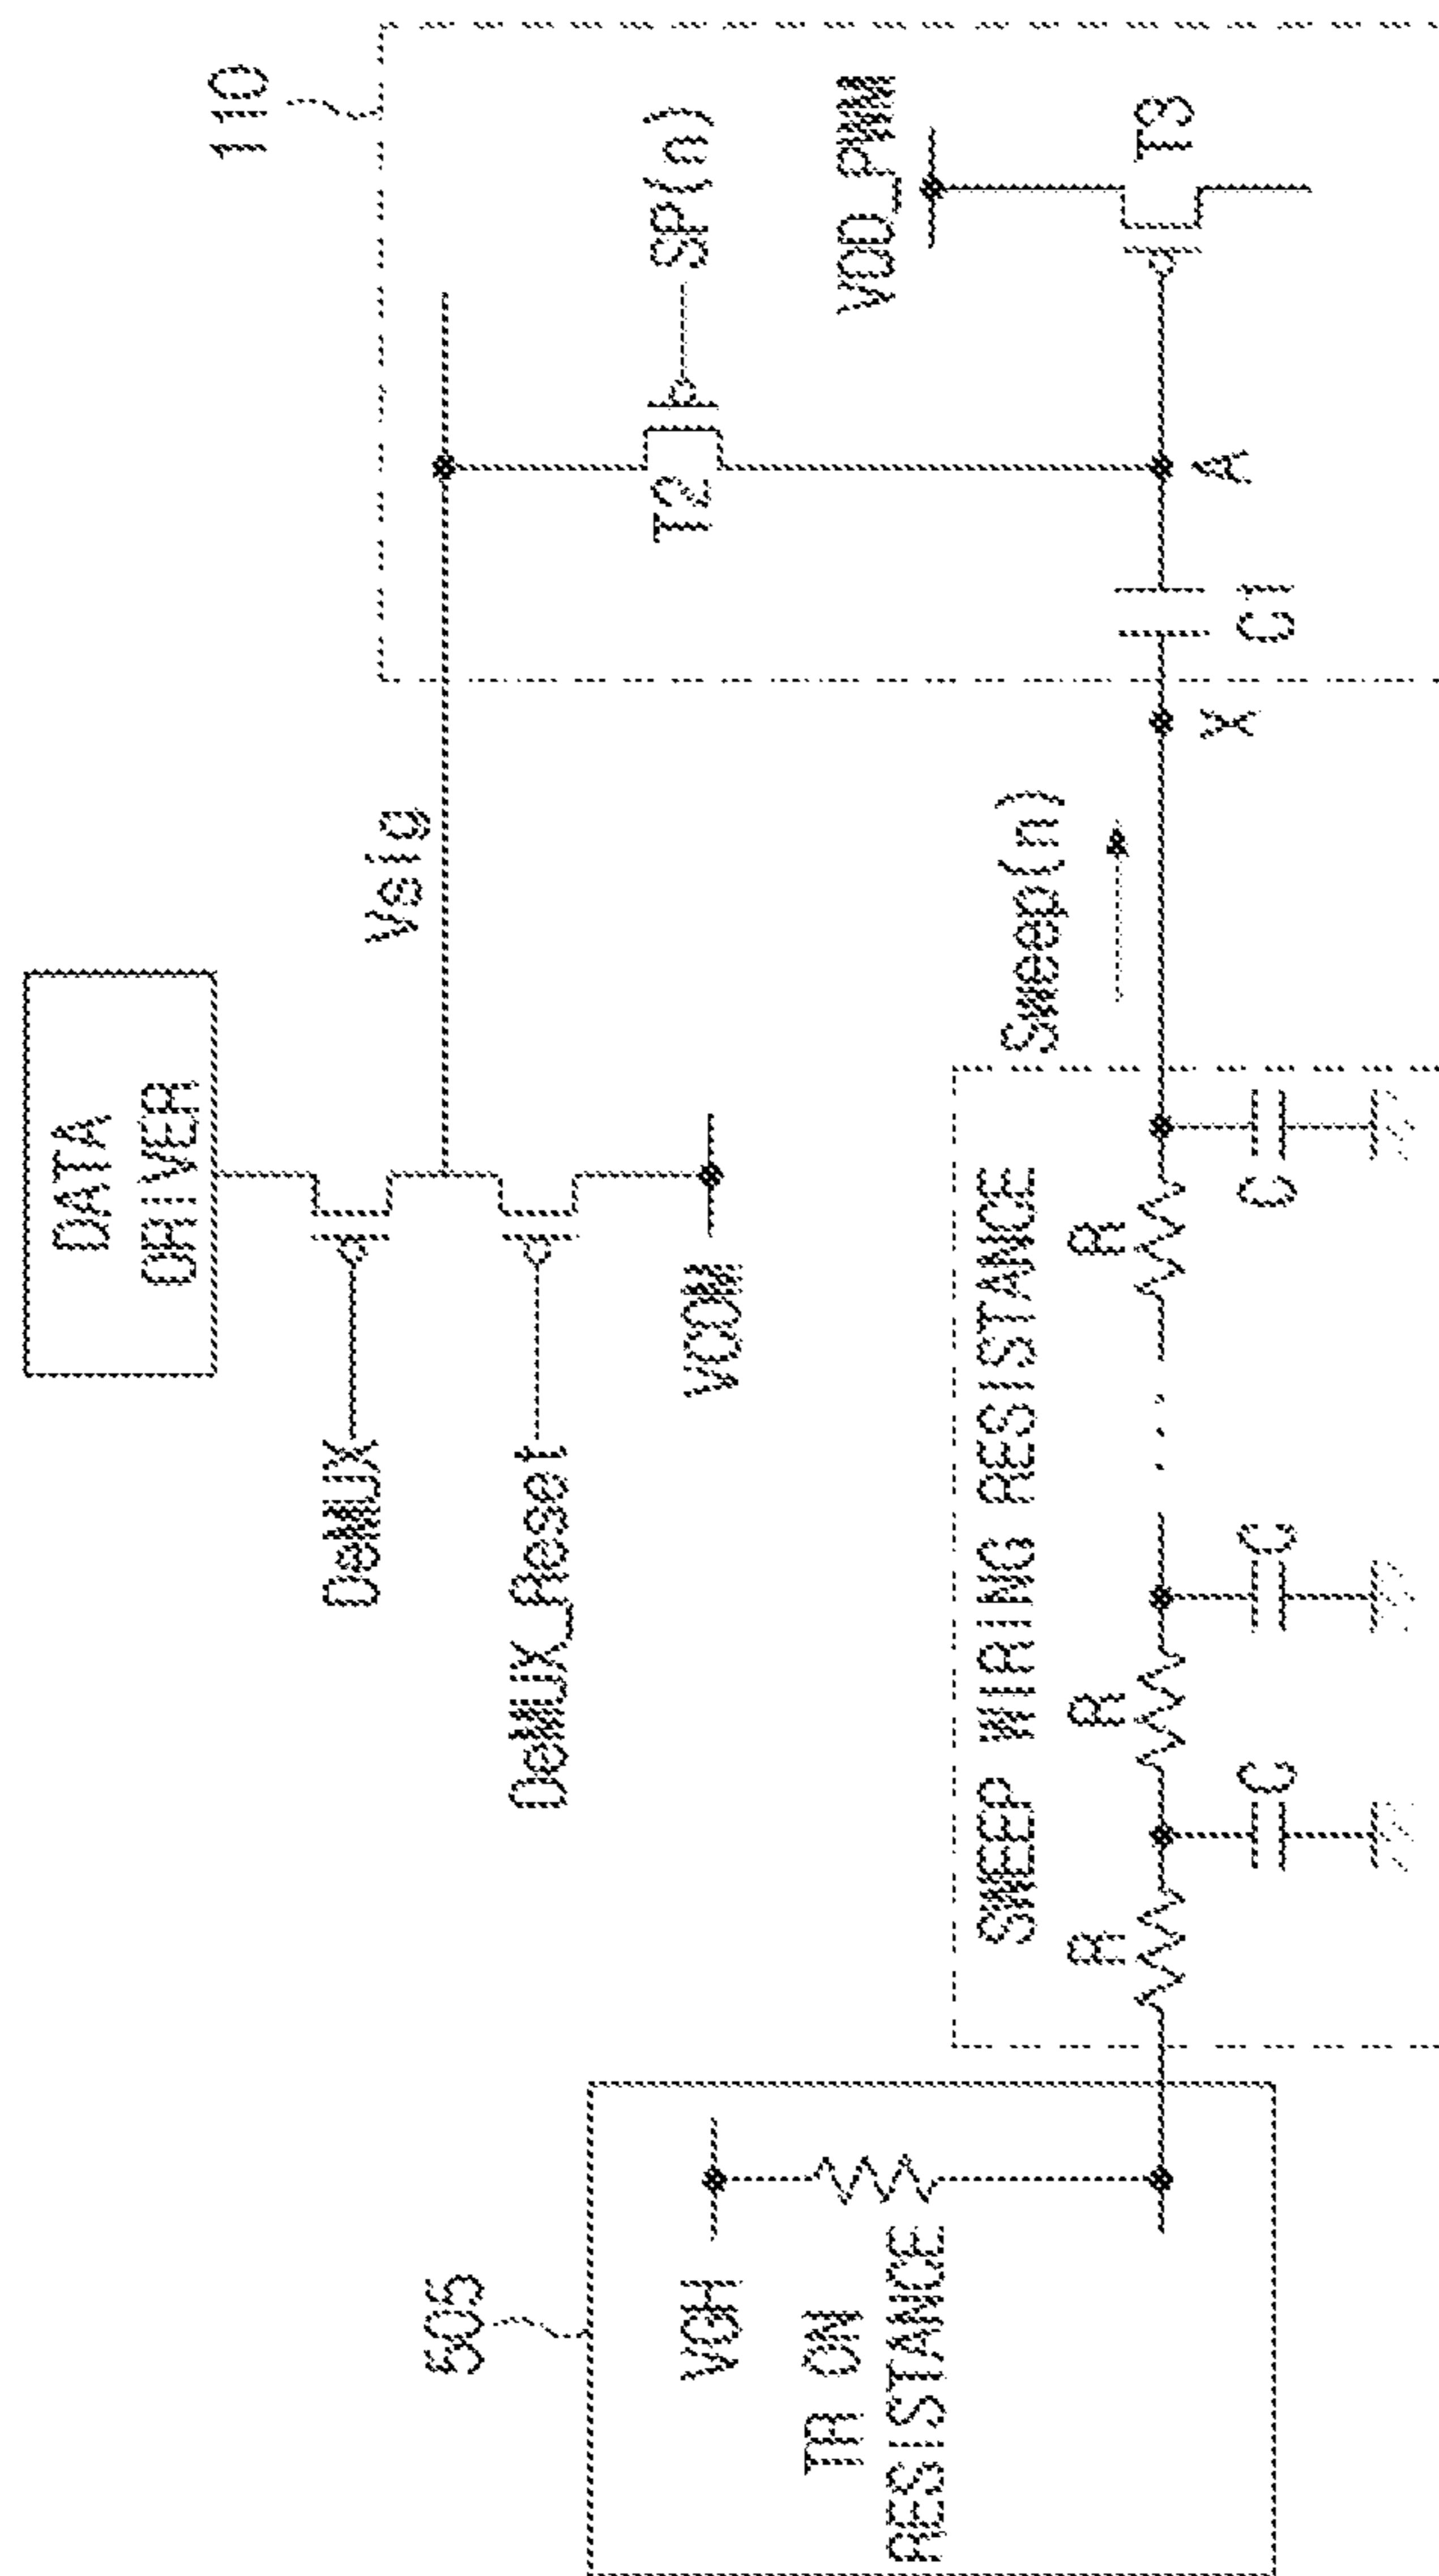 DATA
DRIVER
DeMUX
DeMUX_Reset
VCOM
Vsig
110
T2
SP(n)
VDD_PWM
T3
A
C1
X
Sweep(n)
505
VGH
TR ON
RESISTANCE
SWEEP WIRING RESISTANCE
R
R
R
C
C
C